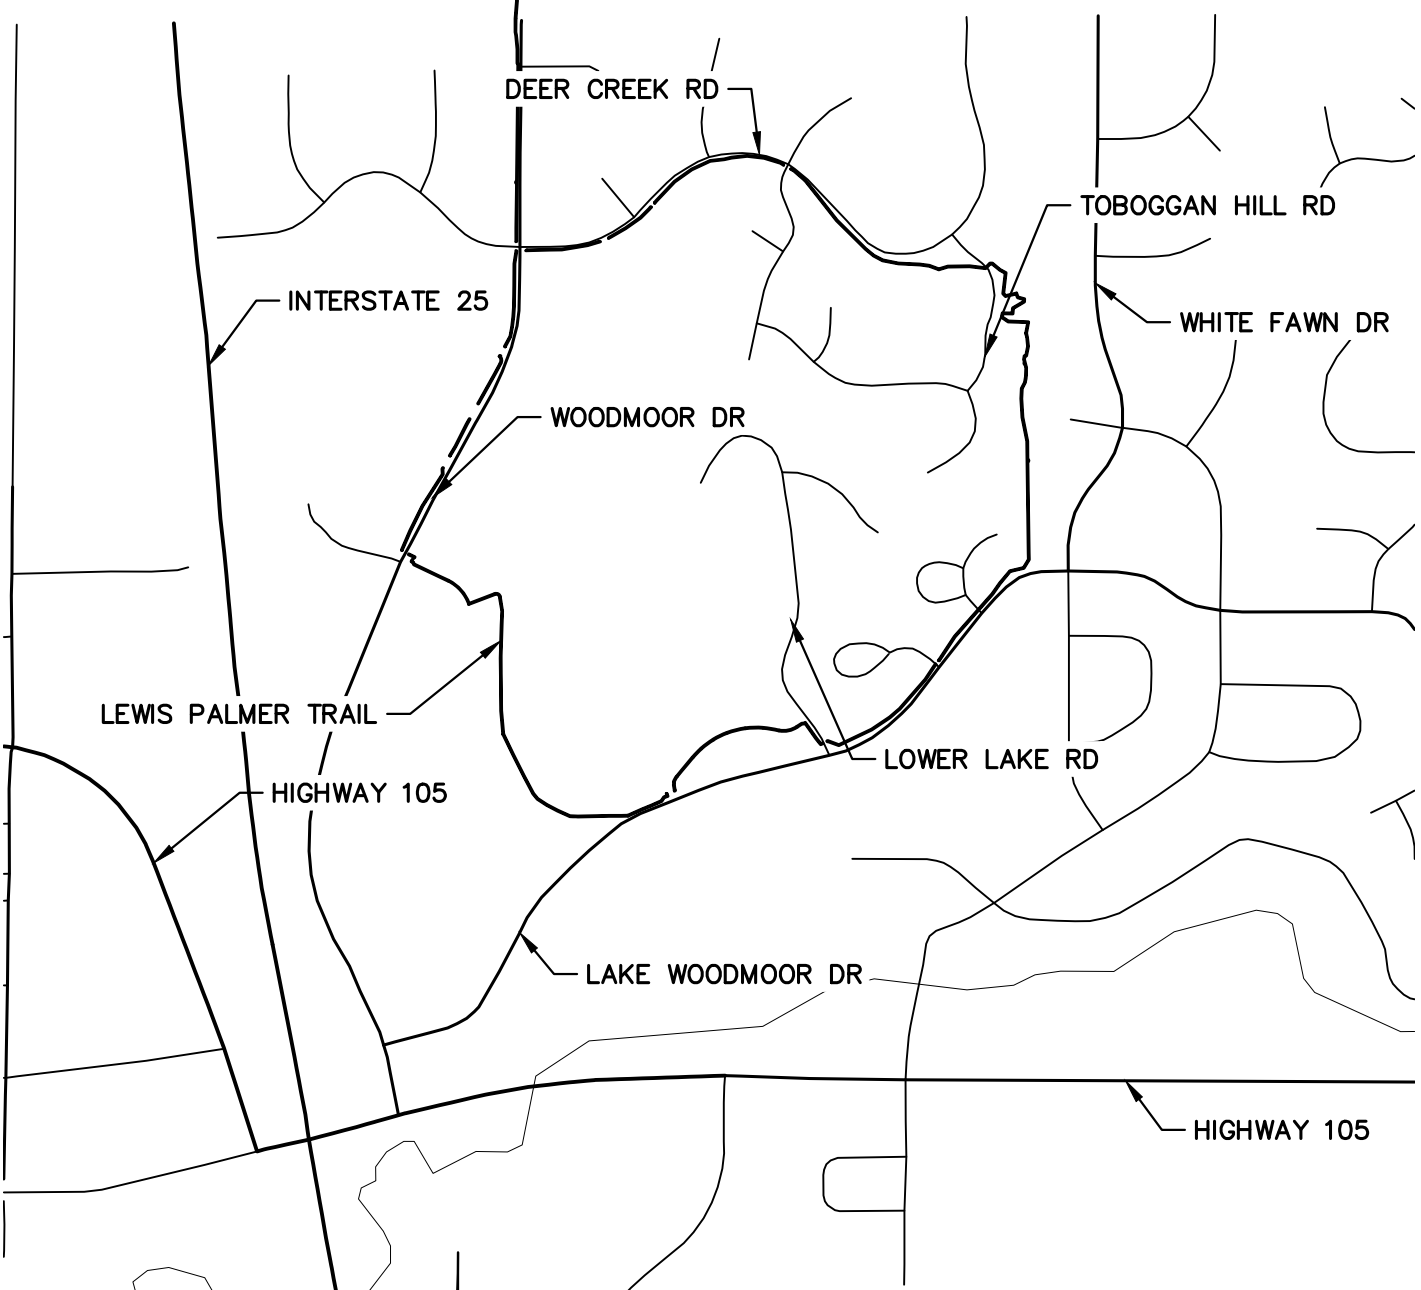 DEER CREEK RD
TOBOGGAN HILL RD
INTERSTATE 25
WHITE FAWN DR
WOODMOOR DR
LEWIS PALMER TRAIL
LOWER LAKE RD
HIGHWAY 105
LAKE WOODMOOR DR
HIGHWAY 105